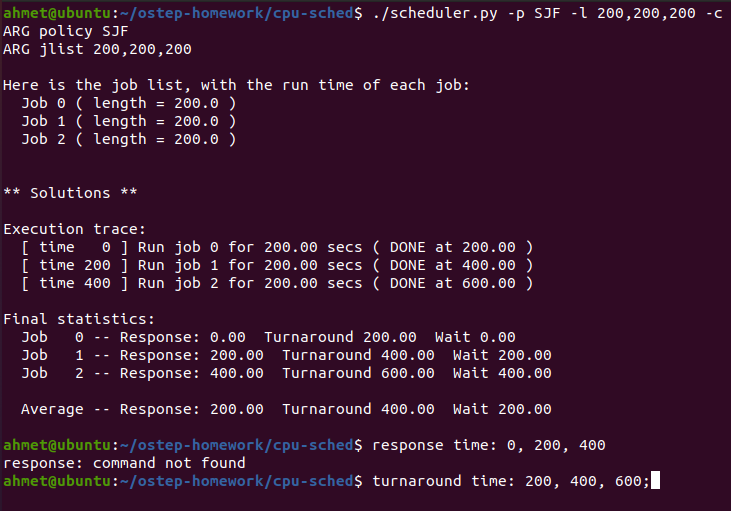 ahmet@ubuntu:~/ostep-homework/cpu-sched$ ./scheduler.py -p SJF -l 200,200,200 -c
ARG policy SJF
ARG jlist 200,200,200

Here is the job list, with the run time of each job:
  Job 0 ( length = 200.0 )
  Job 1 ( length = 200.0 )
  Job 2 ( length = 200.0 )


** Solutions **

Execution trace:
  [ time   0 ] Run job 0 for 200.00 secs ( DONE at 200.00 )
  [ time 200 ] Run job 1 for 200.00 secs ( DONE at 400.00 )
  [ time 400 ] Run job 2 for 200.00 secs ( DONE at 600.00 )

Final statistics:
  Job   0 -- Response: 0.00  Turnaround 200.00  Wait 0.00
  Job   1 -- Response: 200.00  Turnaround 400.00  Wait 200.00
  Job   2 -- Response: 400.00  Turnaround 600.00  Wait 400.00

  Average -- Response: 200.00  Turnaround 400.00  Wait 200.00

ahmet@ubuntu:~/ostep-homework/cpu-sched$ response time: 0, 200, 400
response: command not found
ahmet@ubuntu:~/ostep-homework/cpu-sched$ turnaround time: 200, 400, 600;